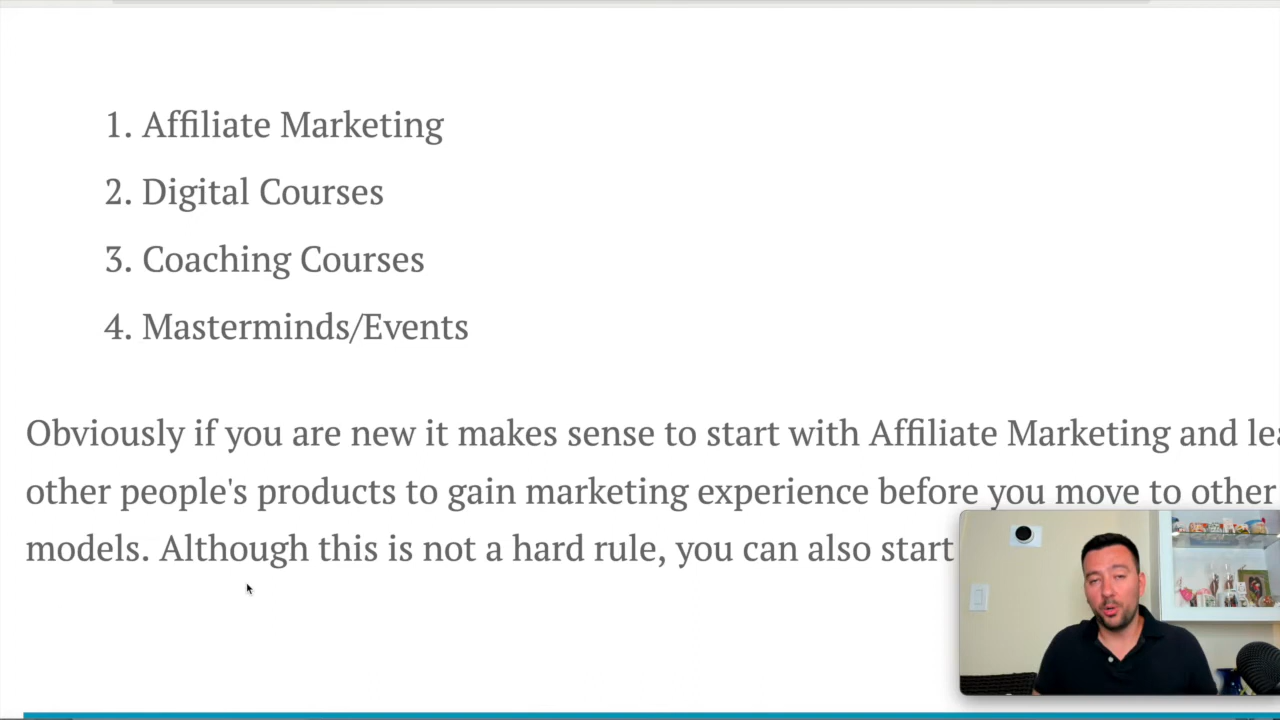 1. Affiliate Marketing
2. Digital Courses
3. Coaching Courses
4. Masterminds/Events
Obviously if you are new it makes sense to start with Affiliate Marketing and
other people's products to gain marketing experience before you move to other
models. Although this is not a hard rule, you can also start